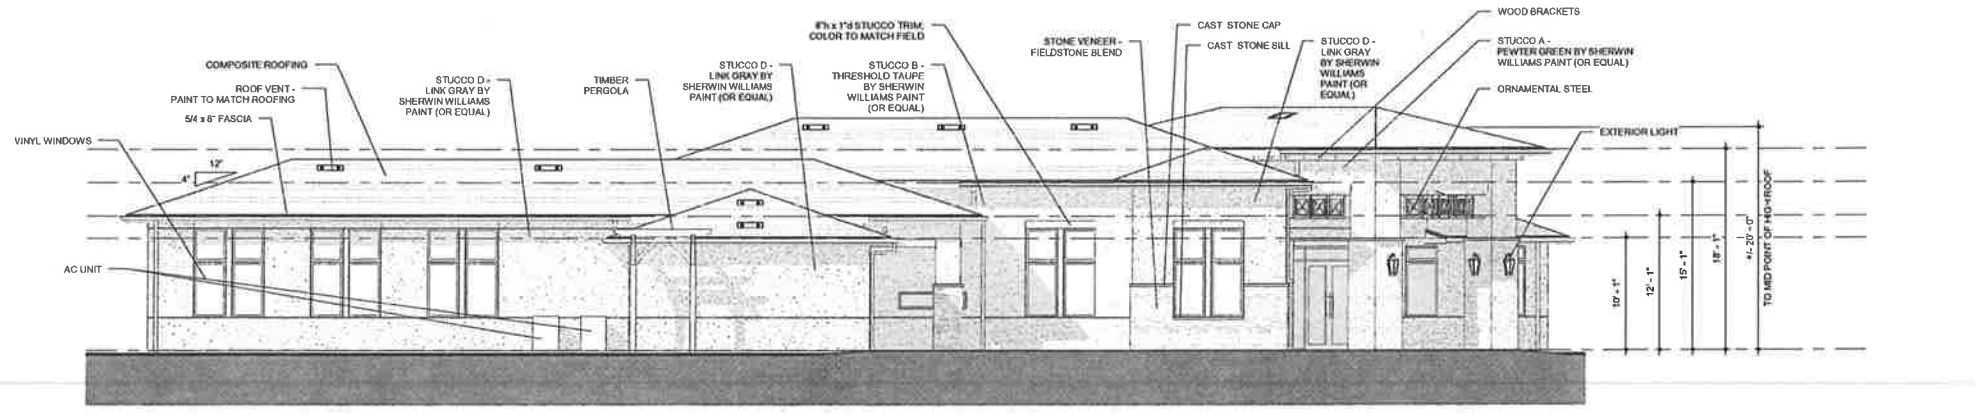 WOOD BRACKETS
8"h x 1"d STUCCO TRIM,
COLOR TO MATCH FIELD
CAST STONE CAP
STONE VENEER -
FIELDSTONE BLEND
CAST STONE SILL
STUCCO D -
LINK GRAY
BY SHERWIN
WILLIAMS
PAINT (OR
EQUAL)
STUCCO A -
PEWTER GREEN BY SHERWIN
WILLIAMS PAINT (OR EQUAL)
COMPOSITE ROOFING
STUCCO D -
LINK GRAY BY
SHERWIN WILLIAMS
PAINT (OR EQUAL)
TIMBER
PERGOLA
STUCCO D -
LINK GRAY BY
SHERWIN WILLIAMS
PAINT (OR EQUAL)
STUCCO B -
THRESHOLD TAUPE
BY SHERWIN
WILLIAMS PAINT
(OR EQUAL)
ROOF VENT -
PAINT TO MATCH ROOFING
ORNAMENTAL STEEL
5/4 x 8" FASCIA
EXTERIOR LIGHT
VINYL WINDOWS
12"
4"
AC UNIT
10' - 1"
12' - 1"
15' - 1"
18' - 1"
+/- 20' - 0"
TO MED POINT OF HIGH ROOF